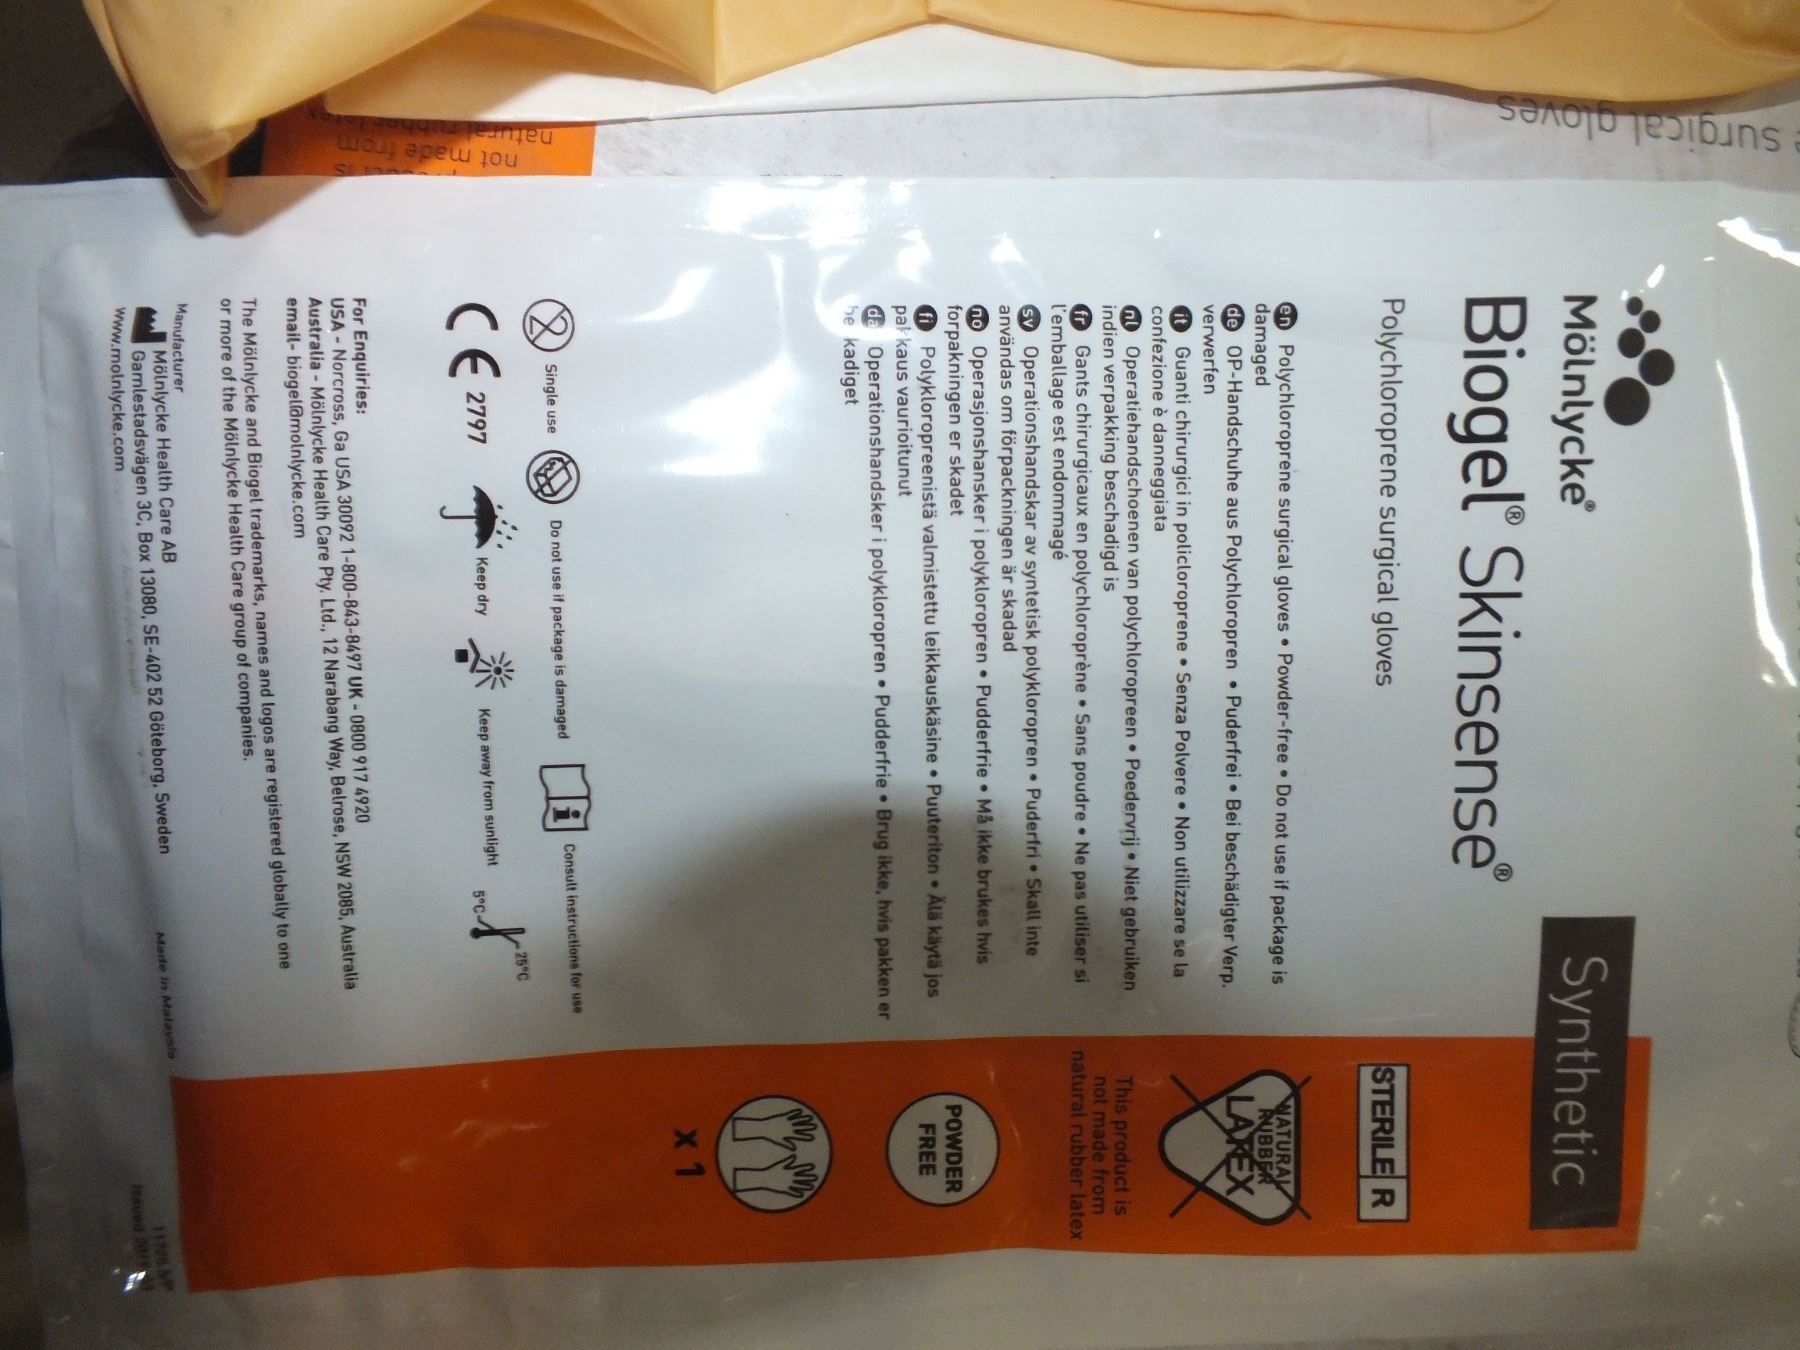 Mölnlycke®
Biogel® Skinsense®
Synthetic
Polychloroprene surgical gloves
en Polychloroprene surgical gloves • Powder-free • Do not use if package is
damaged
de OP-Handschuhe aus Polychloropren • Puderfrei • Bei beschädigter Verp.
verwerfen
it Guanti chirurgici in policloroprene • Senza Polvere • Non utilizzare se la
confezione è danneggiata
nl Operatiehandschoenen van polychloropreen • Poedervrij • Niet gebruiken
indien verpakking beschadigd is
fr Gants chirurgicaux en polychloroprène • Sans poudre • Ne pas utiliser si
l'emballage est endommagé
sv Operationshandskar av syntetisk polykloropren • Puderfri • Skall inte
användas om förpackningen är skadad
no Operasjonshansker i polykloropren • Pudderfrie • Må ikke brukes hvis
forpakningen er skadet
fi Polykloropreenistä valmistettu leikkauskäsine • Puuteriton • Älä käytä jos
pakkaus vaurioitunut
da Operationshandsker i polykloropren • Pudderfrie • Brug ikke, hvis pakken er
kadiget
STERILE R
NATURAL
RUBBER
LATEX
This product is
not made from
natural rubber latex
POWDER
FREE
x 1
2 Single use
Do not use if package is damaged
i Consult instructions for use
CE 2797
Keep dry
Keep away from sunlight
5°C
25°C
For Enquiries:
USA - Norcross, Ga USA 30092 1-800-843-8497 UK - 0800 917 4920
Australia - Mölnlycke Health Care Pty. Ltd., 12 Narabang Way, Belrose, NSW 2085, Australia
email- biogel@molnlycke.com
The Mölnlycke and Biogel trademarks, names and logos are registered globally to one
or more of the Mölnlycke Health Care group of companies.
Manufacturer
Mölnlycke Health Care AB
Gamlestadsvägen 3C, Box 13080, SE-402 52 Göteborg, Sweden
www.molnlycke.com
Made in Malaysia
Issued
surgical gloves
is
not made from
natural rubber latex